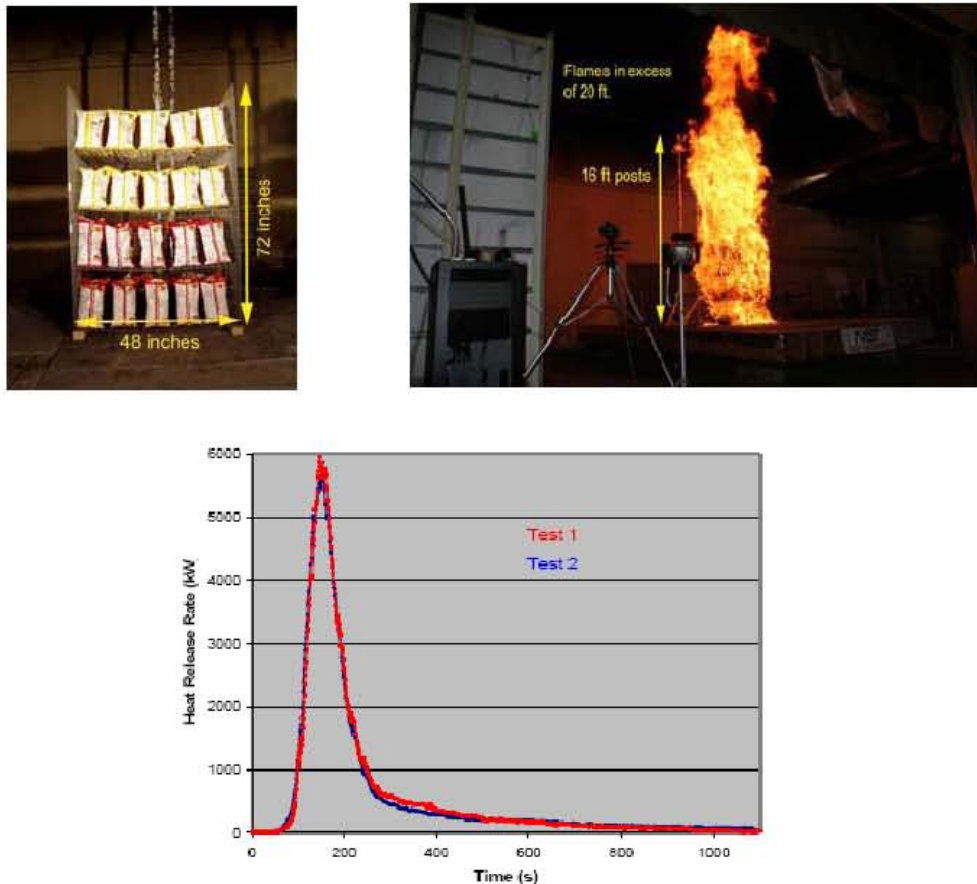 72 inches
48 inches
Flames in excess
of 20 ft.
16 ft posts
6000
5000
4000
3000
2000
1000
0
Heat Release Rate (kW
Test 1
Test 2
0
200
400
600
800
1000
Time (s)